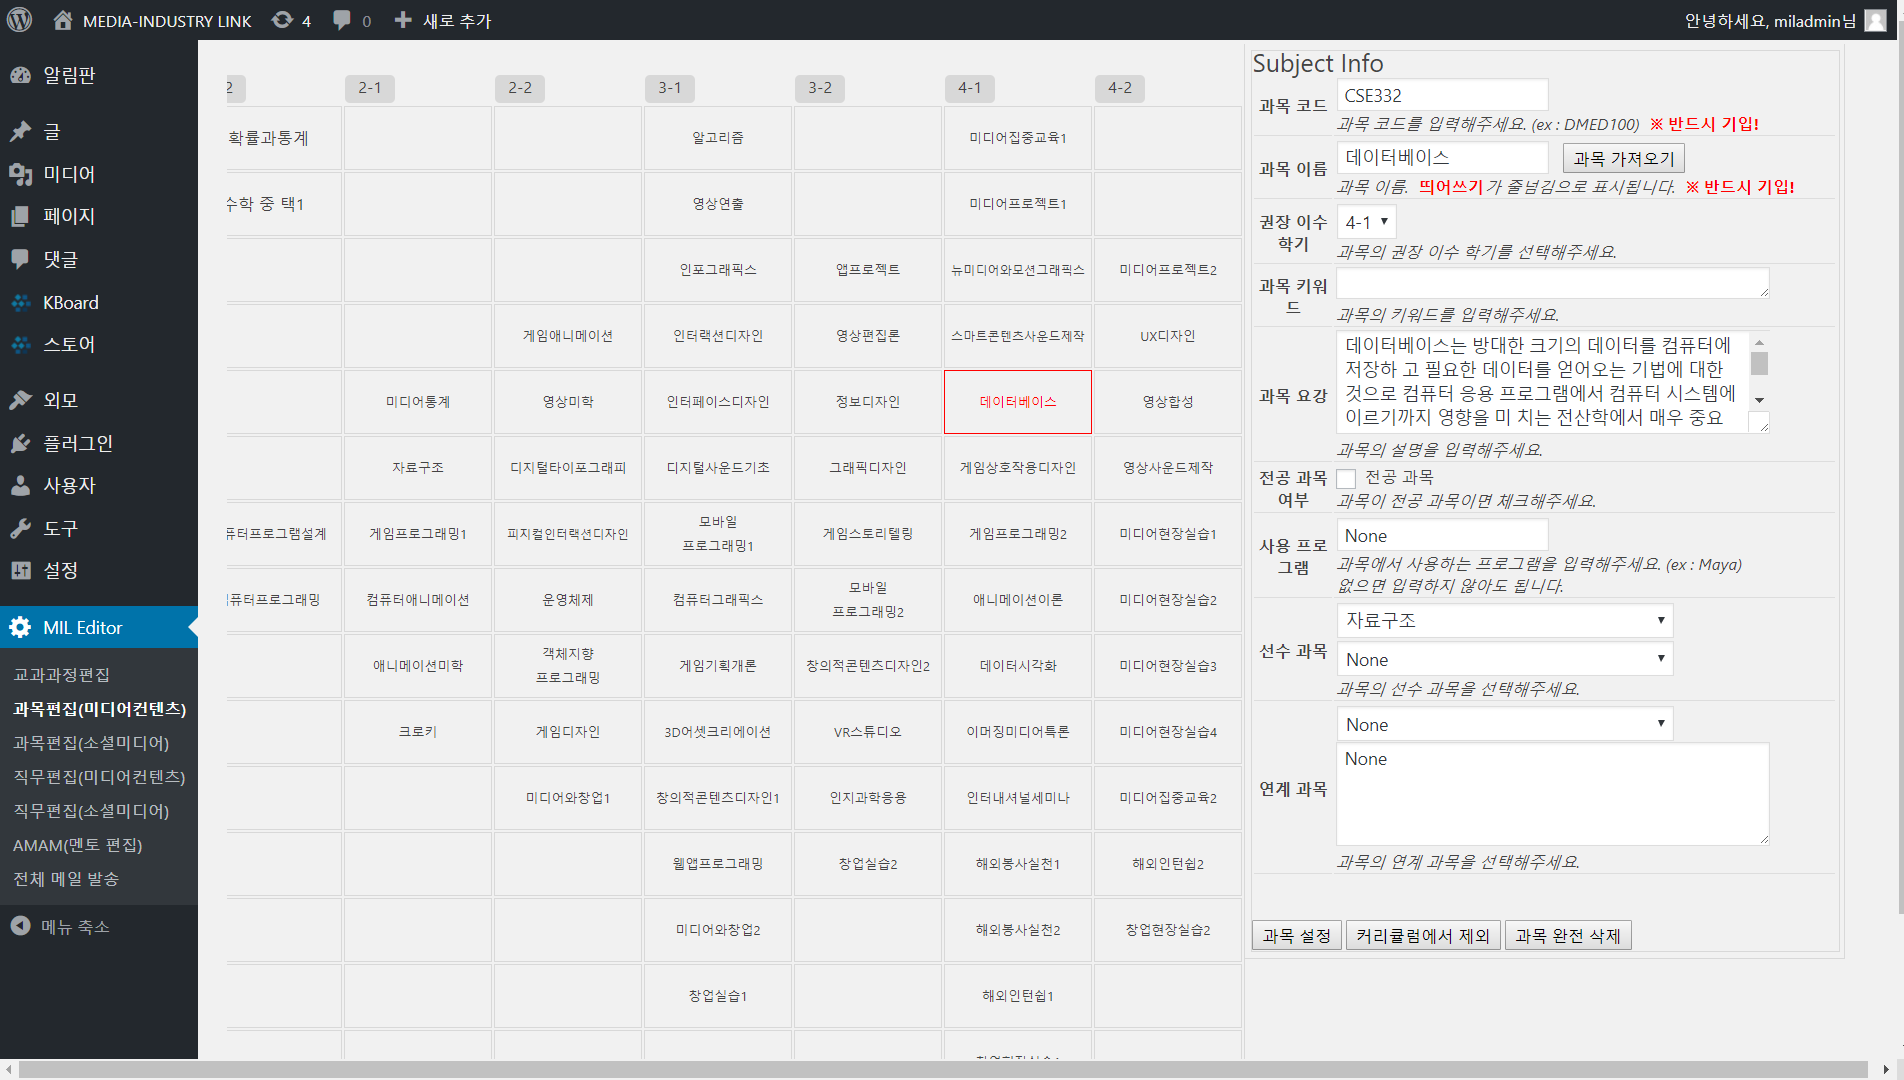 MEDIA-INDUSTRY LINK
4
0
새로 추가
안녕하세요, miladmin님
알림판
글
미디어
페이지
댓글
KBoard
스토어
외모
플러그인
사용자
도구
설정
MIL Editor
교과과정편집
과목편집(미디어컨텐츠)
과목편집(소셜미디어)
직무편집(미디어컨텐츠)
직무편집(소셜미디어)
AMAM(멘토 편집)
전체 메일 발송
메뉴 축소
2
2-1
2-2
3-1
3-2
4-1
4-2
확률과통계
알고리즘
미디어집중교육1
수학 중 택1
영상연출
미디어프로젝트1
인포그래픽스
앱프로젝트
뉴미디어와모션그래픽스
미디어프로젝트2
게임애니메이션
인터랙션디자인
영상편집론
스마트콘텐츠사운드제작
UX디자인
미디어통계
영상미학
인터페이스디자인
정보디자인
데이터베이스
영상합성
자료구조
디지털타이포그래피
디지털사운드기초
그래픽디자인
게임상호작용디자인
영상사운드제작
퓨터프로그램설계
게임프로그래밍1
피지컬인터랙션디자인
모바일
프로그래밍1
게임스토리텔링
게임프로그래밍2
미디어현장실습1
컴퓨터프로그래밍
컴퓨터애니메이션
운영체제
컴퓨터그래픽스
모바일
프로그래밍2
애니메이션이론
미디어현장실습2
애니메이션미학
객체지향
프로그래밍
게임기획개론
창의적콘텐츠디자인2
데이터시각화
미디어현장실습3
크로키
게임디자인
3D어셋크리에이션
VR스튜디오
이머징미디어특론
미디어현장실습4
미디어와창업1
창의적콘텐츠디자인1
인지과학응용
인터내셔널세미나
미디어집중교육2
웹앱프로그래밍
창업실습2
해외봉사실천1
해외인턴쉽2
미디어와창업2
해외봉사실천2
창업현장실습2
창업실습1
해외인턴쉽1
Subject Info
과목 코드
CSE332
과목 코드를 입력해주세요. (ex : DMED100) ※ 반드시 기입!
과목 이름
데이터베이스
과목 가져오기
과목 이름. 띄어쓰기가 줄넘김으로 표시됩니다. ※ 반드시 기입!
권장 이수
학기
4-1
과목의 권장 이수 학기를 선택해주세요.
과목 키워
드
과목의 키워드를 입력해주세요.
과목 요강
데이터베이스는 방대한 크기의 데이터를 컴퓨터에
저장하 고 필요한 데이터를 얻어오는 기법에 대한
것으로 컴퓨터 응용 프로그램에서 컴퓨터 시스템에
이르기까지 영향을 미 치는 전산학에서 매우 중요
과목의 설명을 입력해주세요.
전공 과목
여부
전공 과목
과목이 전공 과목이면 체크해주세요.
사용 프로
그램
None
과목에서 사용하는 프로그램을 입력해주세요. (ex : Maya)
없으면 입력하지 않아도 됩니다.
선수 과목
자료구조
None
과목의 선수 과목을 선택해주세요.
연계 과목
None
None
과목의 연계 과목을 선택해주세요.
과목 설정
커리큘럼에서 제외
과목 완전 삭제